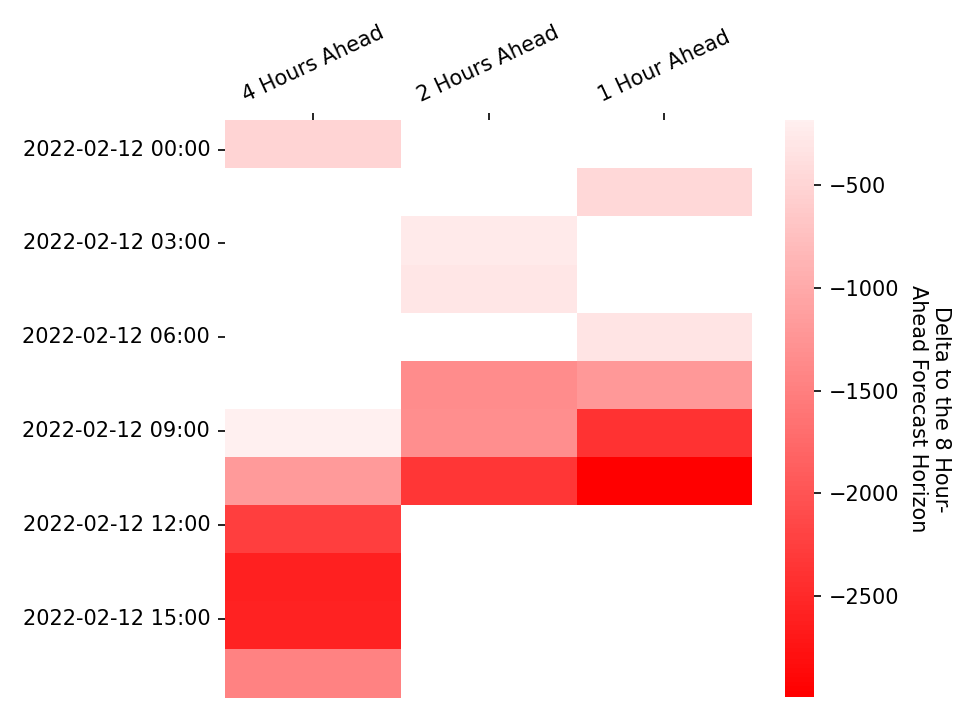 4 Hours Ahead
2 Hours Ahead
1 Hour Ahead
2022-02-12 00:00
2022-02-12 03:00
2022-02-12 06:00
2022-02-12 09:00
2022-02-12 12:00
2022-02-12 15:00
−500
−1000
−1500
−2000
−2500
Delta to the 8 Hour-
Ahead Forecast Horizon